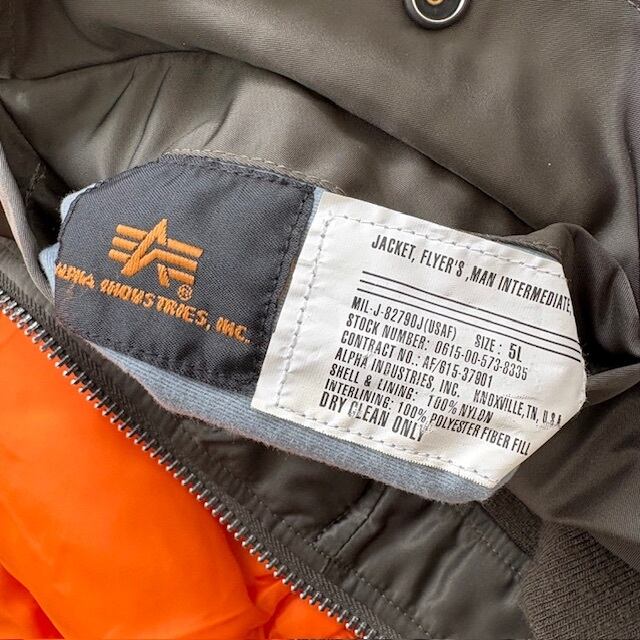 ALPHA INDUSTRIES, INC.
®
JACKET, FLYER'S ,MAN INTERMEDIATE,
MIL-J-8279OJ(USAF) SIZE : 5L
STOCK NUMBER: 0615-00-573-8335
CONTRACT NO : AF/615-37901
ALPHA INDUSTRIES, INC. KNOXVILLE,TN, U.S.A
SHELL & LINING: 100% NYLON
INTERLINING: 100% POLYESTER FIBER FILL
DRY CLEAN ONLY